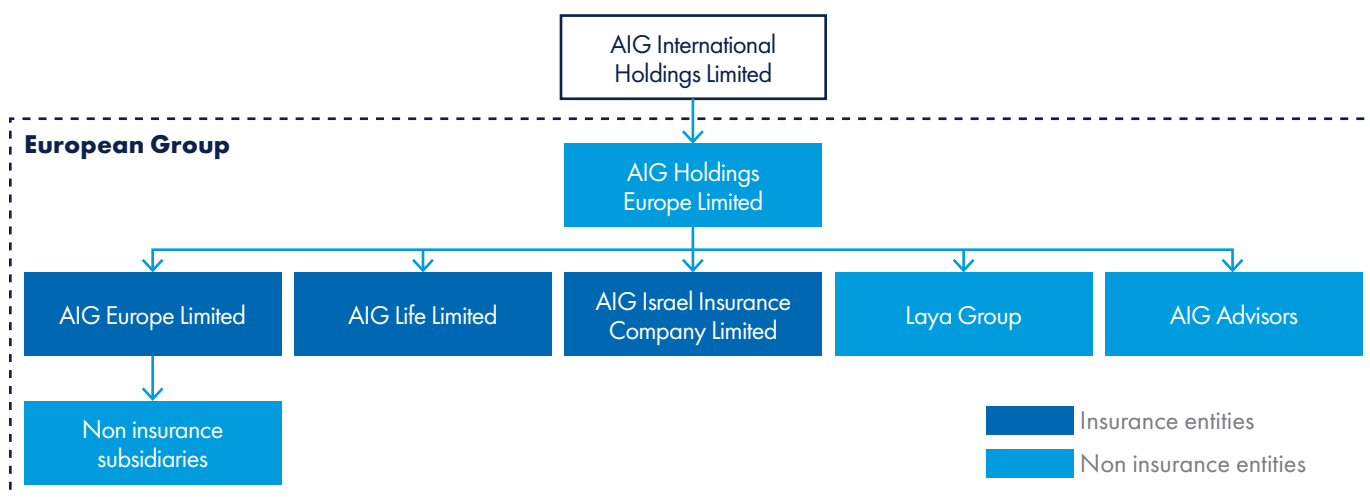 AIG International
Holdings Limited
European Group
AIG Holdings
Europe Limited
AIG Europe Limited
AIG Life Limited
AIG Israel Insurance
Company Limited
Laya Group
AIG Advisors
Non insurance
subsidiaries
Insurance entities
Non insurance entities